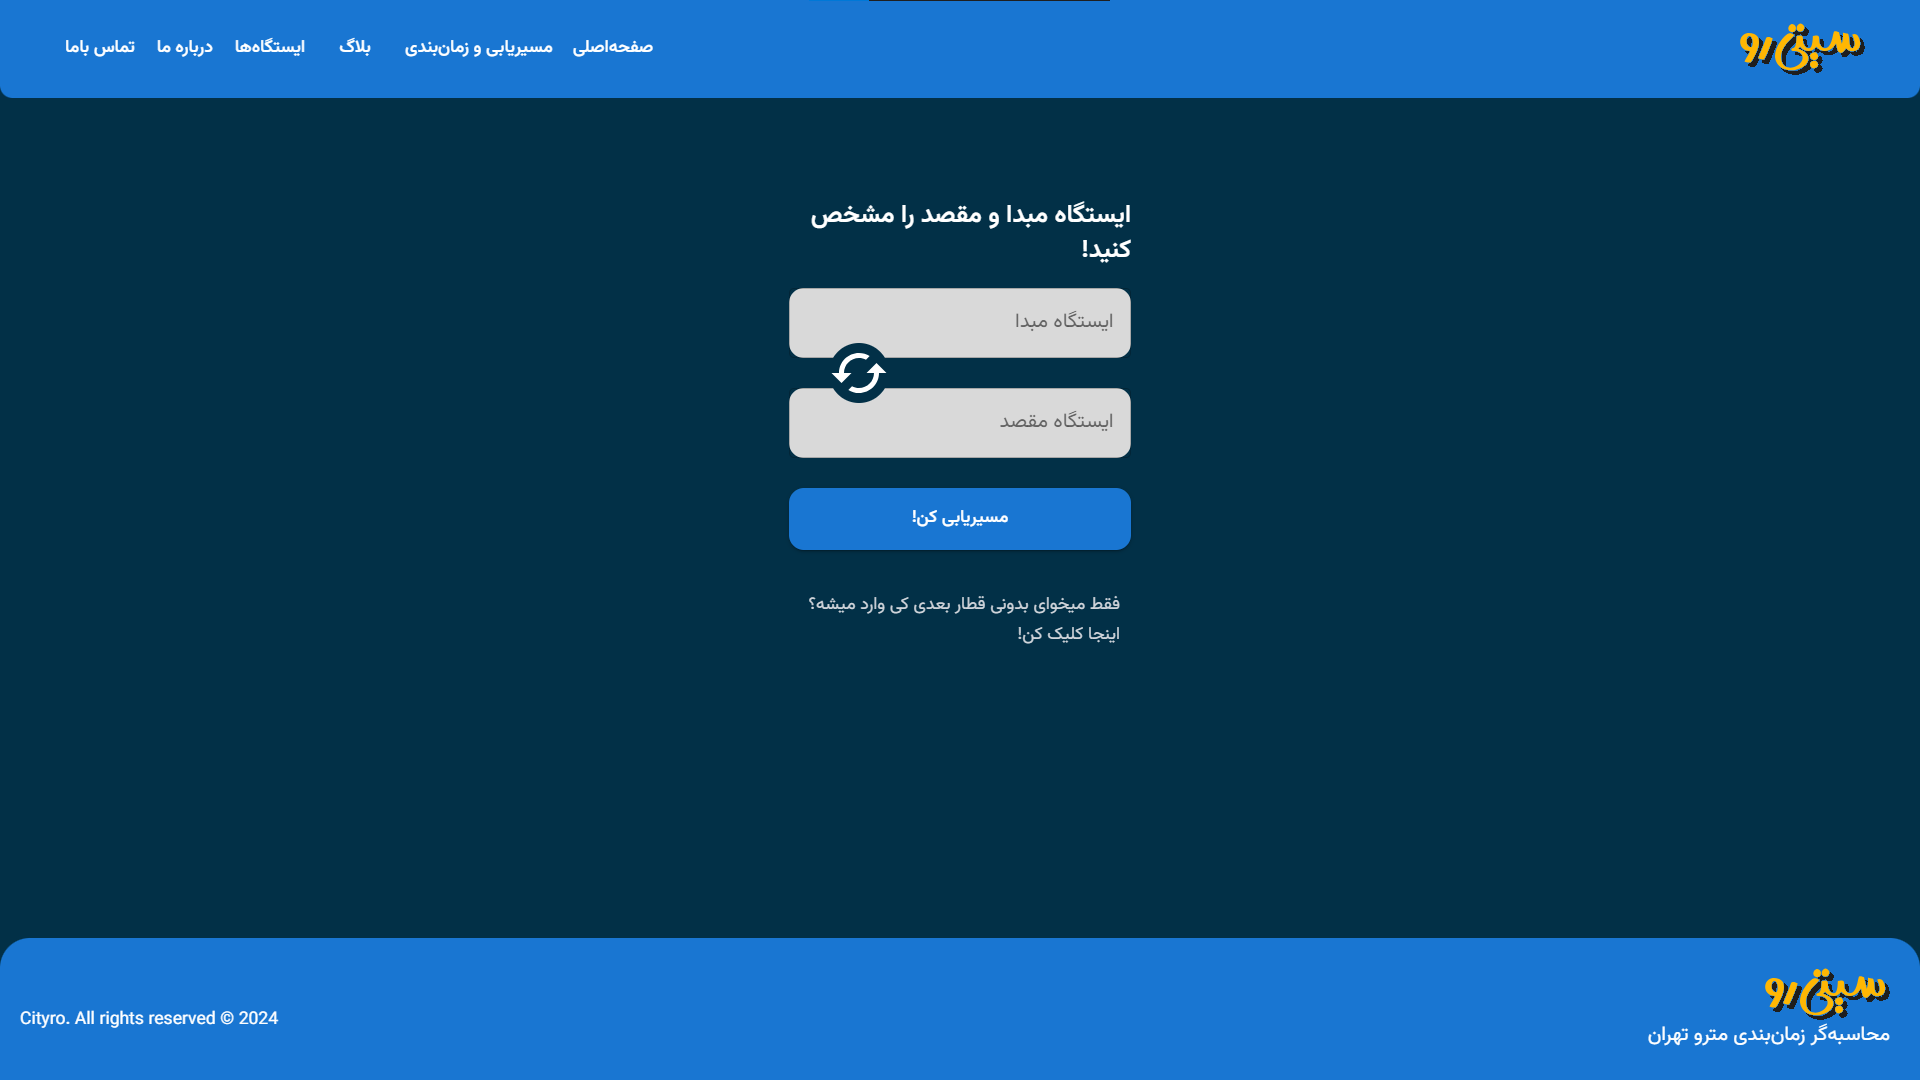 سیتی‌رو
صفحه‌اصلی
مسیریابی و زمان‌بندی
بلاگ
ایستگاه‌ها
درباره ما
تماس باما
ایستگاه مبدا و مقصد را مشخص
کنید!
ایستگاه مبدا
ایستگاه مقصد
مسیریابی کن!
فقط میخوای بدونی قطار بعدی کی وارد میشه؟
اینجا کلیک کن!
سیتی‌رو
محاسبه‌گر زمان‌بندی مترو تهران
Cityro. All rights reserved © 2024